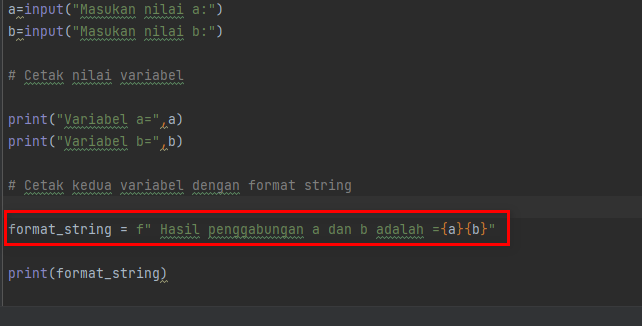 a=input("Masukan nilai a:")
b=input("Masukan nilai b:")
# Cetak nilai variabel
print("Variabel a=",a)
print("Variabel b=",b)
# Cetak kedua variabel dengan format string
format_string = f" Hasil penggabungan a dan b adalah ={a}{b}"
print(format_string)